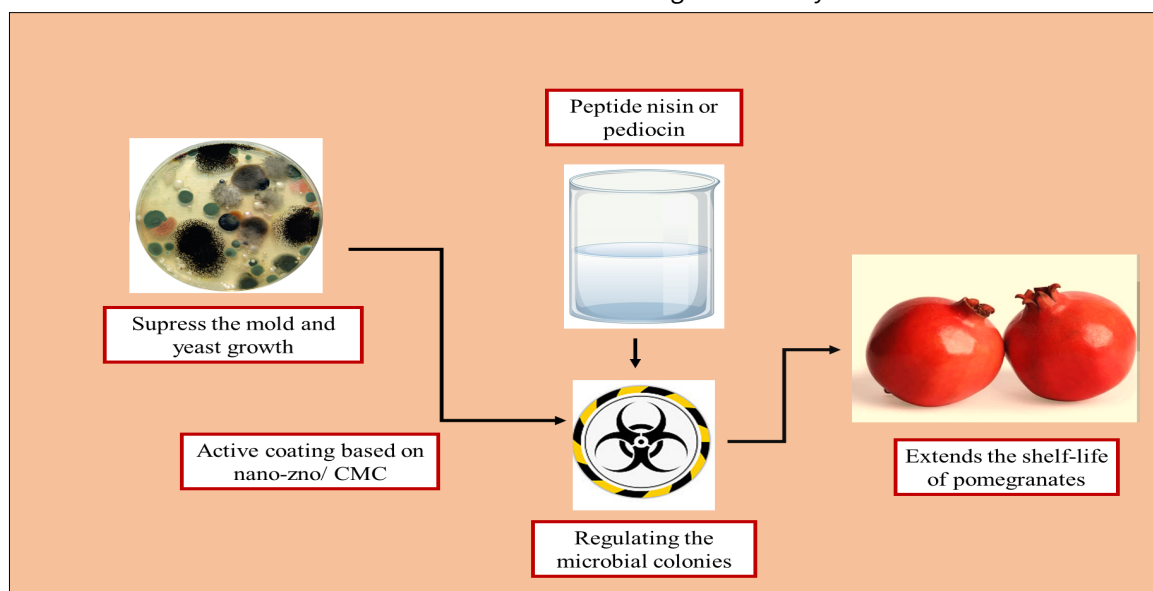 Peptide nisin or
pediocin
Supress the mold and
yeast growth
Active coating based on
nano-zno/ CMC
Regulating the
microbial colonies
Extends the shelf-life
of pomegranates